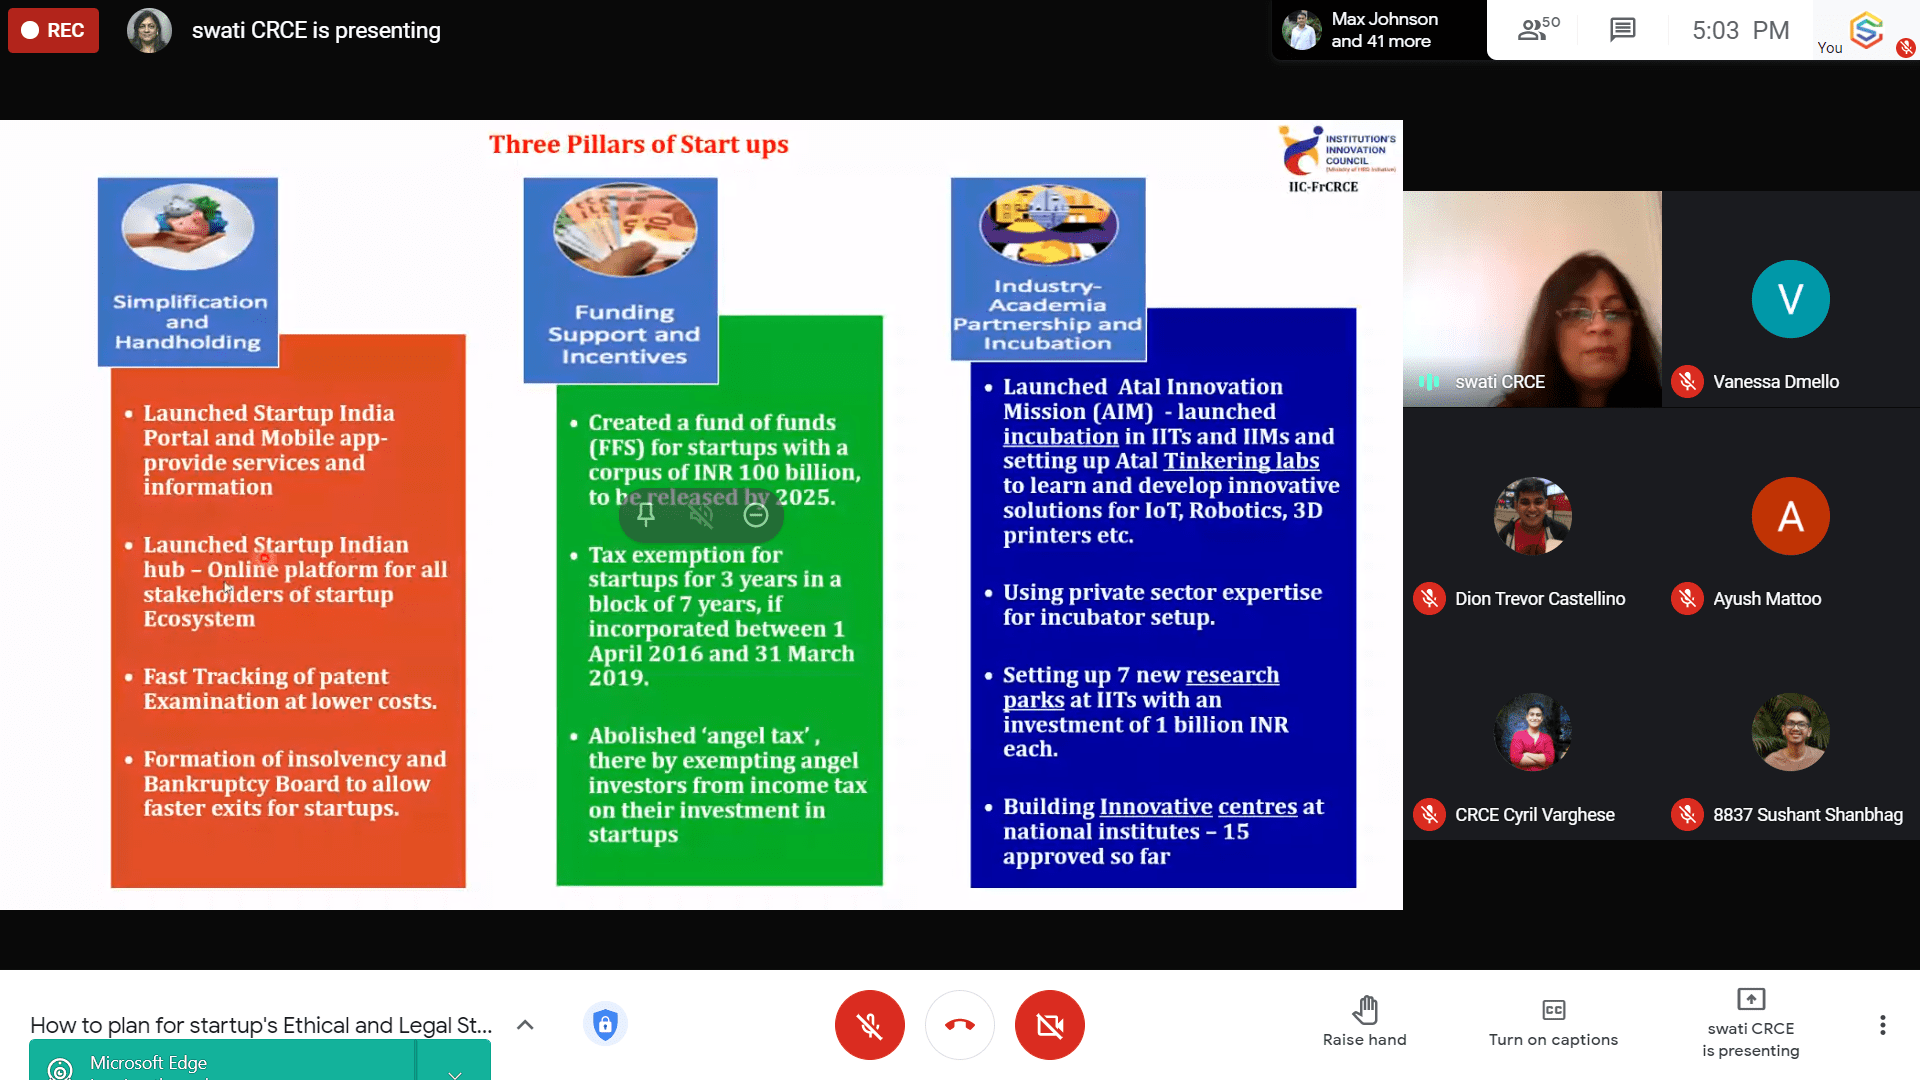 REC
swati CRCE is presenting
Max Johnson
and 41 more
50
5:03 PM
You
Three Pillars of Start ups
INSTITUTION'S
INNOVATION
COUNCIL
(Ministry of HRD Initiative)
IIC-FrCRCE
Simplification
and
Handholding
• Launched Startup India
Portal and Mobile app-
provide services and
information
• Launched Startup Indian
hub – Online platform for all
stakeholders of startup
Ecosystem
• Fast Tracking of patent
Examination at lower costs.
• Formation of insolvency and
Bankruptcy Board to allow
faster exits for startups.
Funding
Support and
Incentives
• Created a fund of funds
(FFS) for startups with a
corpus of INR 100 billion,
to be released by 2025.
• Tax exemption for
startups for 3 years in a
block of 7 years, if
incorporated between 1
April 2016 and 31 March
2019.
• Abolished ‘angel tax’ ,
there by exempting angel
investors from income tax
on their investment in
startups
Industry-
Academia
Partnership and
Incubation
• Launched Atal Innovation
Mission (AIM) - launched
incubation in IITs and IIMs and
setting up Atal Tinkering labs
to learn and develop innovative
solutions for IoT, Robotics, 3D
printers etc.
• Using private sector expertise
for incubator setup.
• Setting up 7 new research
parks at IITs with an
investment of 1 billion INR
each.
• Building Innovative centres at
national institutes – 15
approved so far
swati CRCE
V
Vanessa Dmello
Dion Trevor Castellino
A
Ayush Mattoo
CRCE Cyril Varghese
8837 Sushant Shanbhag
How to plan for startup's Ethical and Legal St...
Microsoft Edge
Raise hand
CC
Turn on captions
swati CRCE
is presenting